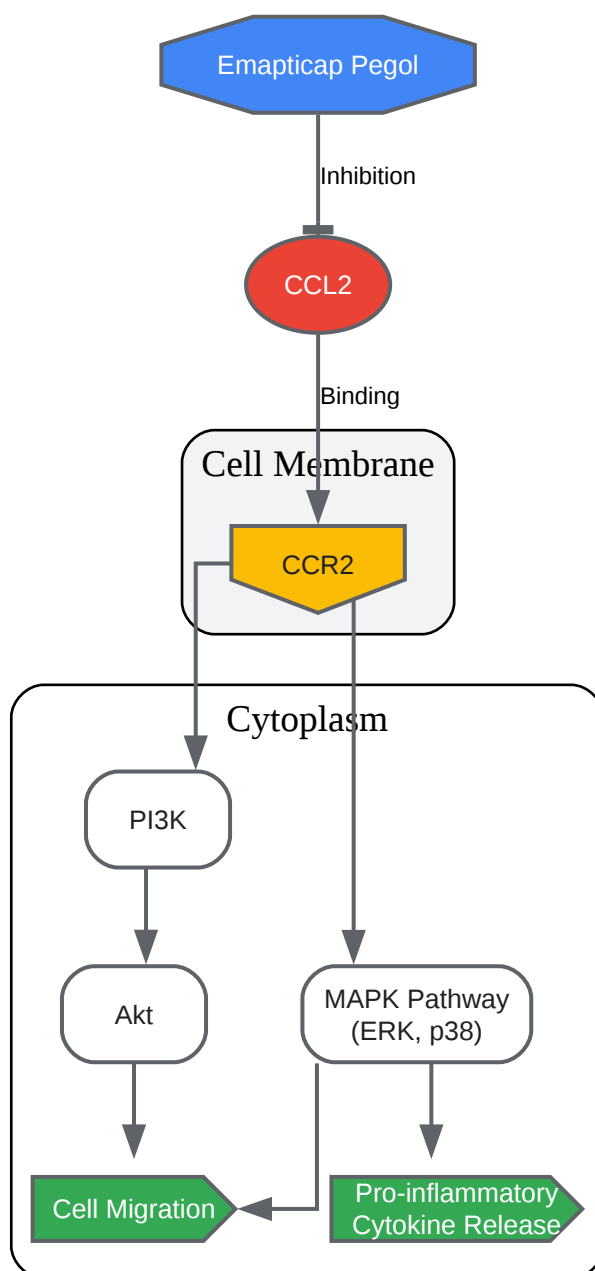 Emapticap Pegol
Inhibition
CCL2
Binding
Cell Membrane
CCR2
Cytoplasm
PI3K
Akt
MAPK Pathway
(ERK, p38)
Cell Migration
Pro-inflammatory
Cytokine Release